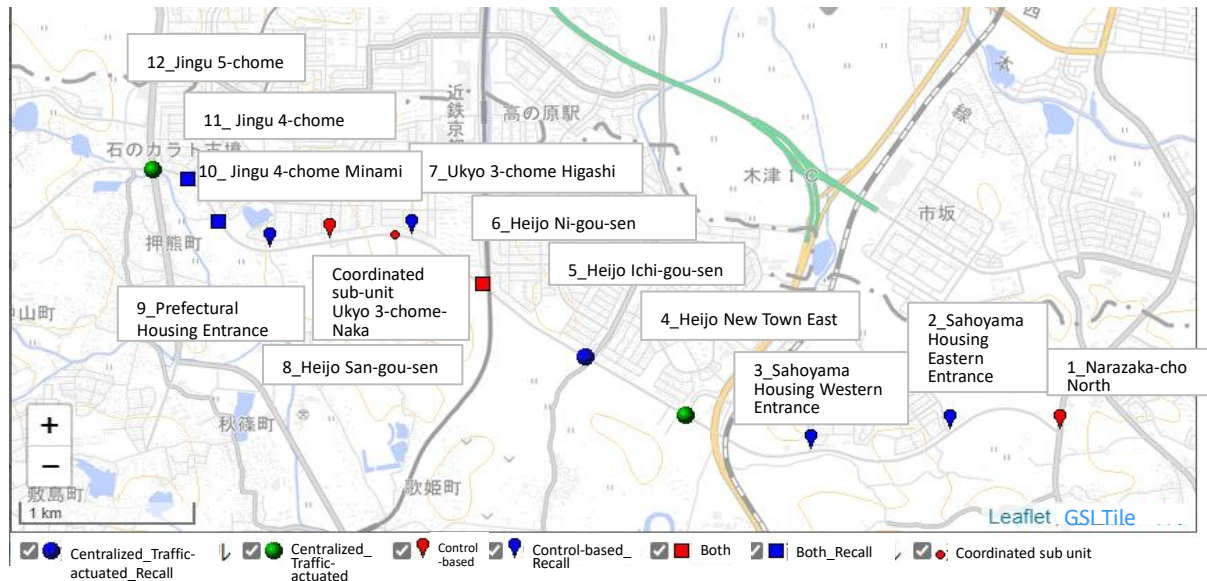 12_Jingu 5-chome
近鉄京都
高の原駅
11_ Jingu 4-chome
石のカラト古墳
10_ Jingu 4-chome Minami
7_Ukyo 3-chome Higashi
木津IC
線
本
西
市坂
押熊町
6_Heijo Ni-gou-sen
5_Heijo Ichi-gou-sen
Coordinated
sub-unit
Ukyo 3-chome-
Naka
9_Prefectural
Housing Entrance
山町
4_Heijo New Town East
2_Sahoyama
Housing
Eastern
Entrance
8_Heijo San-gou-sen
3_Sahoyama
Housing Western
Entrance
1_Narazaka-cho
North
+
−
秋篠町
敷島町
歌姫町
1 km
Leaflet GSI Tile
Centralized_Traffic-
actuated_Recall
Centralized_
Traffic-
actuated
Control
-based
Control-based_
Recall
Both
Both_Recall
Coordinated sub unit